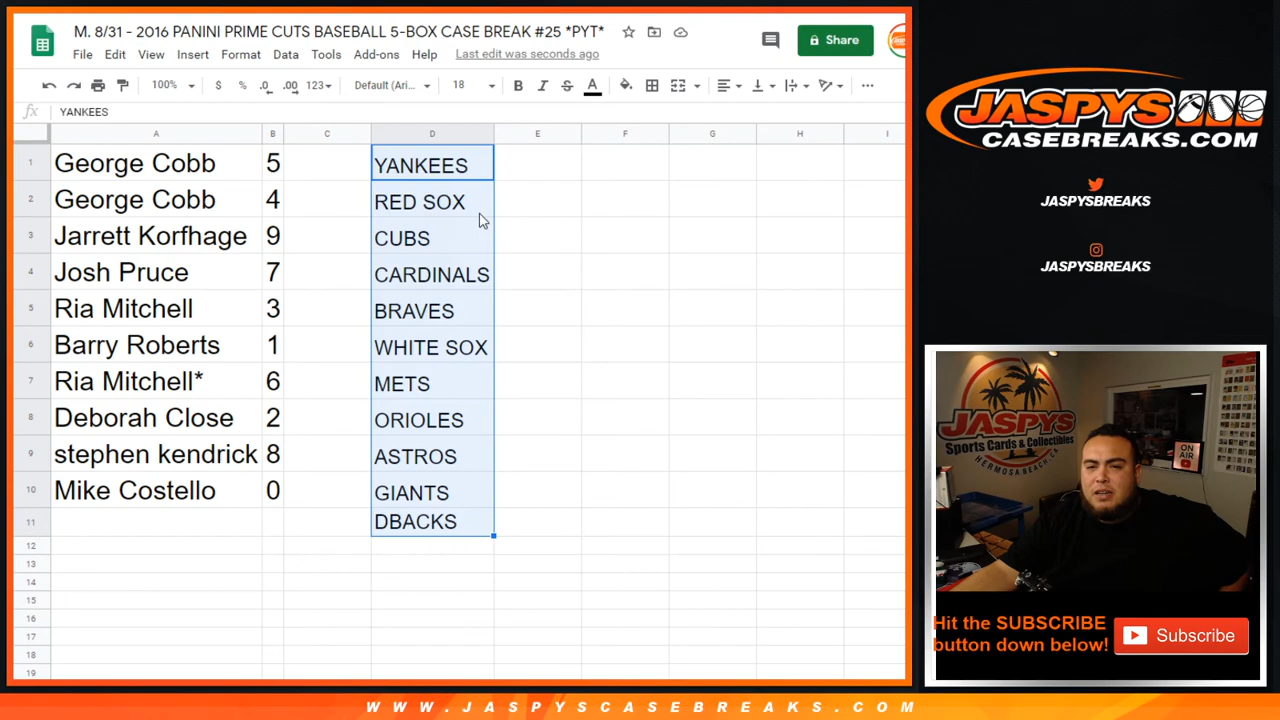 M. 8/31 - 2016 PANINI PRIME CUTS BASEBALL 5-BOX CASE BREAK #25 *PYT*
File Edit View Insert Format Data Tools Add-ons Help Last edit was seconds ago
Share
100% $ % .0 .00 123 Default (Ari... 18 B I S A
fx YANKEES
A B C D E F G H I
1 George Cobb 5 YANKEES
2 George Cobb 4 RED SOX
3 Jarrett Korfhage 9 CUBS
4 Josh Pruce 7 CARDINALS
5 Ria Mitchell 3 BRAVES
6 Barry Roberts 1 WHITE SOX
7 Ria Mitchell* 6 METS
8 Deborah Close 2 ORIOLES
9 stephen kendrick 8 ASTROS
10 Mike Costello 0 GIANTS
11 DBACKS
12
13
14
15
16
17
18
19
JASPYS
CASEBREAKS.COM
JASPYSBREAKS
JASPYSBREAKS
JASPYS
Sports Cards & Collectibles
HERMOSA BEACH CA
ON AIR
Hit the SUBSCRIBE
button down below!
Subscribe
WWW.JASPYSCASEBREAKS.COM